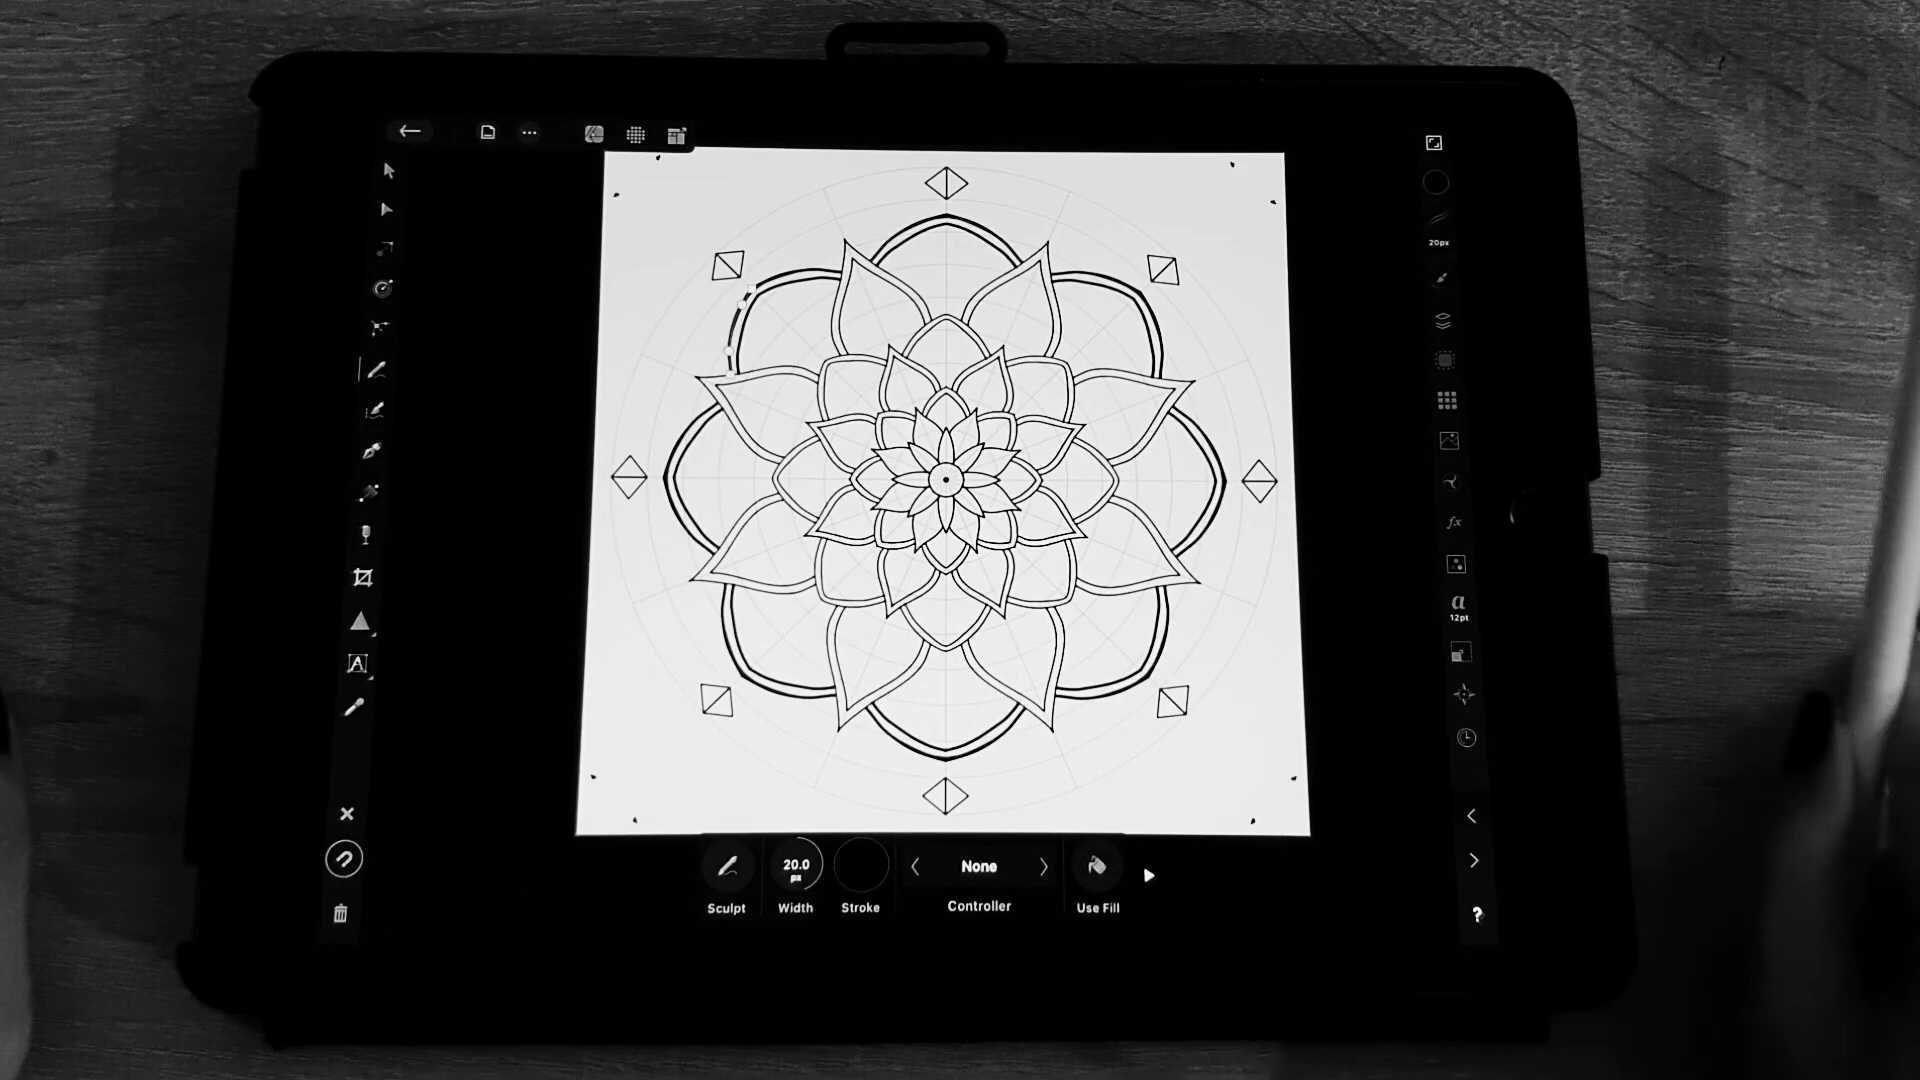 20px
fx
a
12pt
A
20.0
px
None
Sculpt
Width
Stroke
Controller
Use Fill
?